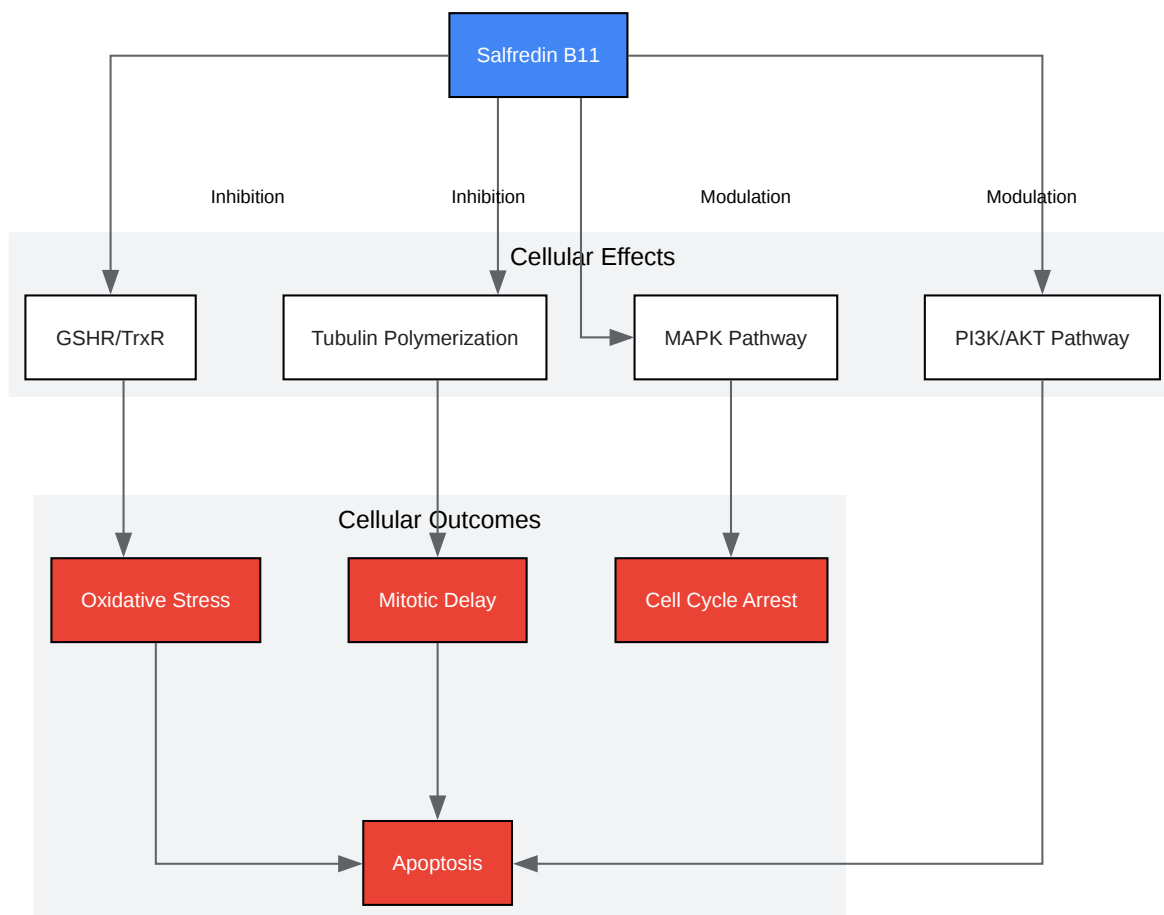 Salfredin B11
Inhibition
Inhibition
Modulation
Modulation
Cellular Effects
GSHR/TrxR
Tubulin Polymerization
MAPK Pathway
PI3K/AKT Pathway
Cellular Outcomes
Oxidative Stress
Mitotic Delay
Cell Cycle Arrest
Apoptosis